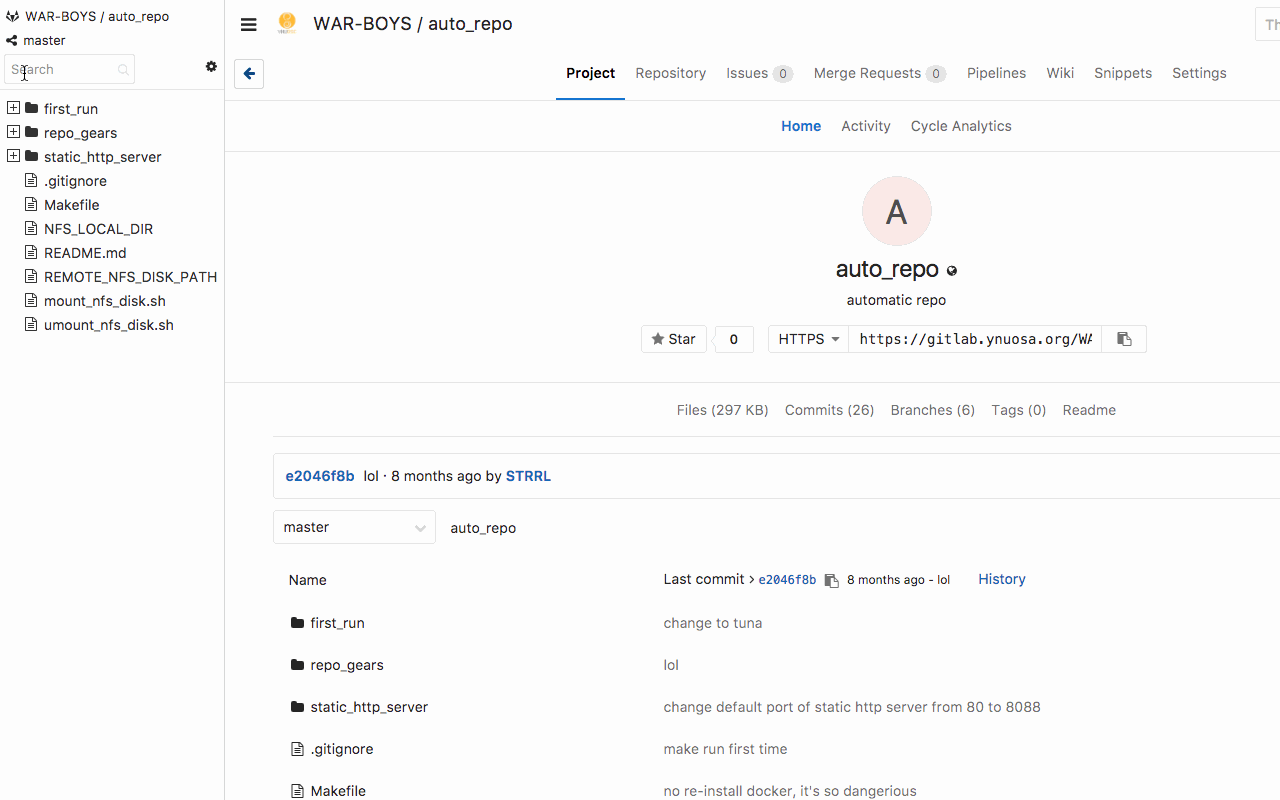 WAR-BOYS / auto_repo
master
Search
first_run
repo_gears
static_http_server
.gitignore
Makefile
NFS_LOCAL_DIR
README.md
REMOTE_NFS_DISK_PATH
mount_nfs_disk.sh
umount_nfs_disk.sh
WAR-BOYS / auto_repo
Th
Project Repository Issues 0 Merge Requests 0 Pipelines Wiki Snippets Settings
Home Activity Cycle Analytics
A
auto_repo
automatic repo
Star 0 HTTPS https://gitlab.ynuosa.org/WA
Files (297 KB) Commits (26) Branches (6) Tags (0) Readme
e2046f8b lol · 8 months ago by STRRL
master auto_repo
Name Last commit > e2046f8b 8 months ago - lol History
first_run change to tuna
repo_gears lol
static_http_server change default port of static http server from 80 to 8088
.gitignore make run first time
Makefile no re-install docker, it's so dangerous